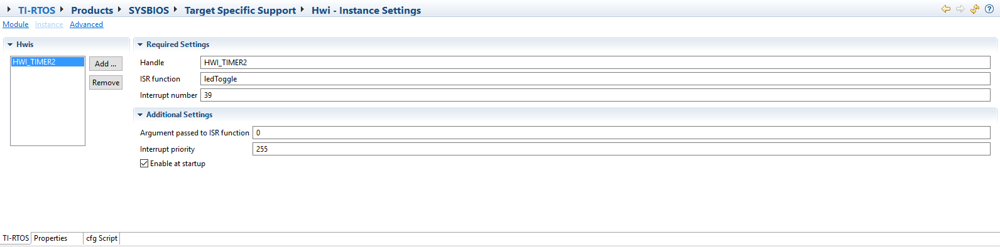 TI-RTOS Products SYSBIOS Target Specific Support Hwi - Instance Settings
Module Instance Advanced
Hwis
HWI_TIMER2
Add ...
Remove
Required Settings
Handle HWI_TIMER2
ISR function ledToggle
Interrupt number 39
Additional Settings
Argument passed to ISR function 0
Interrupt priority 255
Enable at startup
TI-RTOS Properties cfg Script